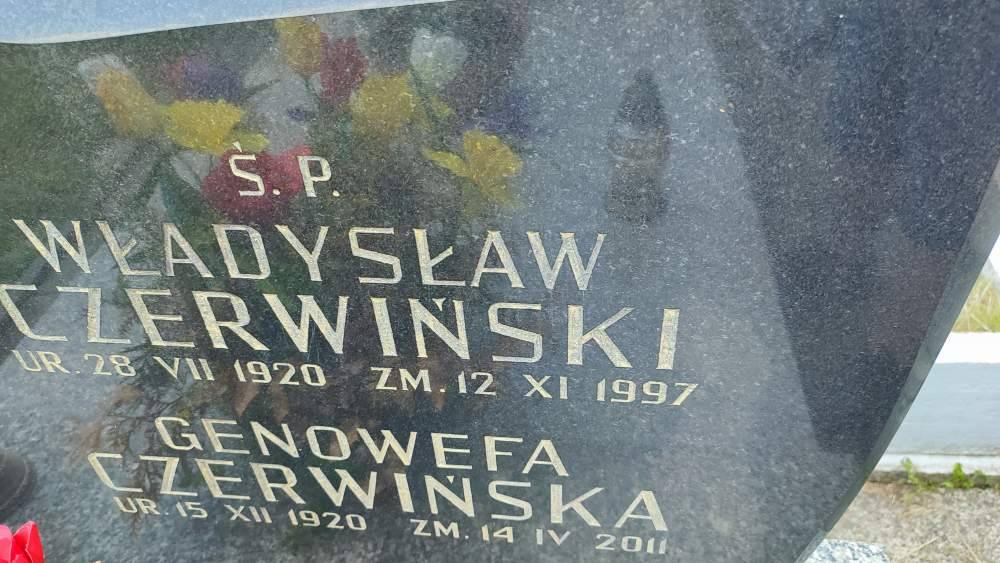 Ś. P.
WŁADYSŁAW
CZERWIŃSKI
UR. 28 VII 1920 ZM. 12 XI 1997
GENOWEFA
CZERWIŃSKA
UR. 15 XII 1920 ZM. 14 IV 2011